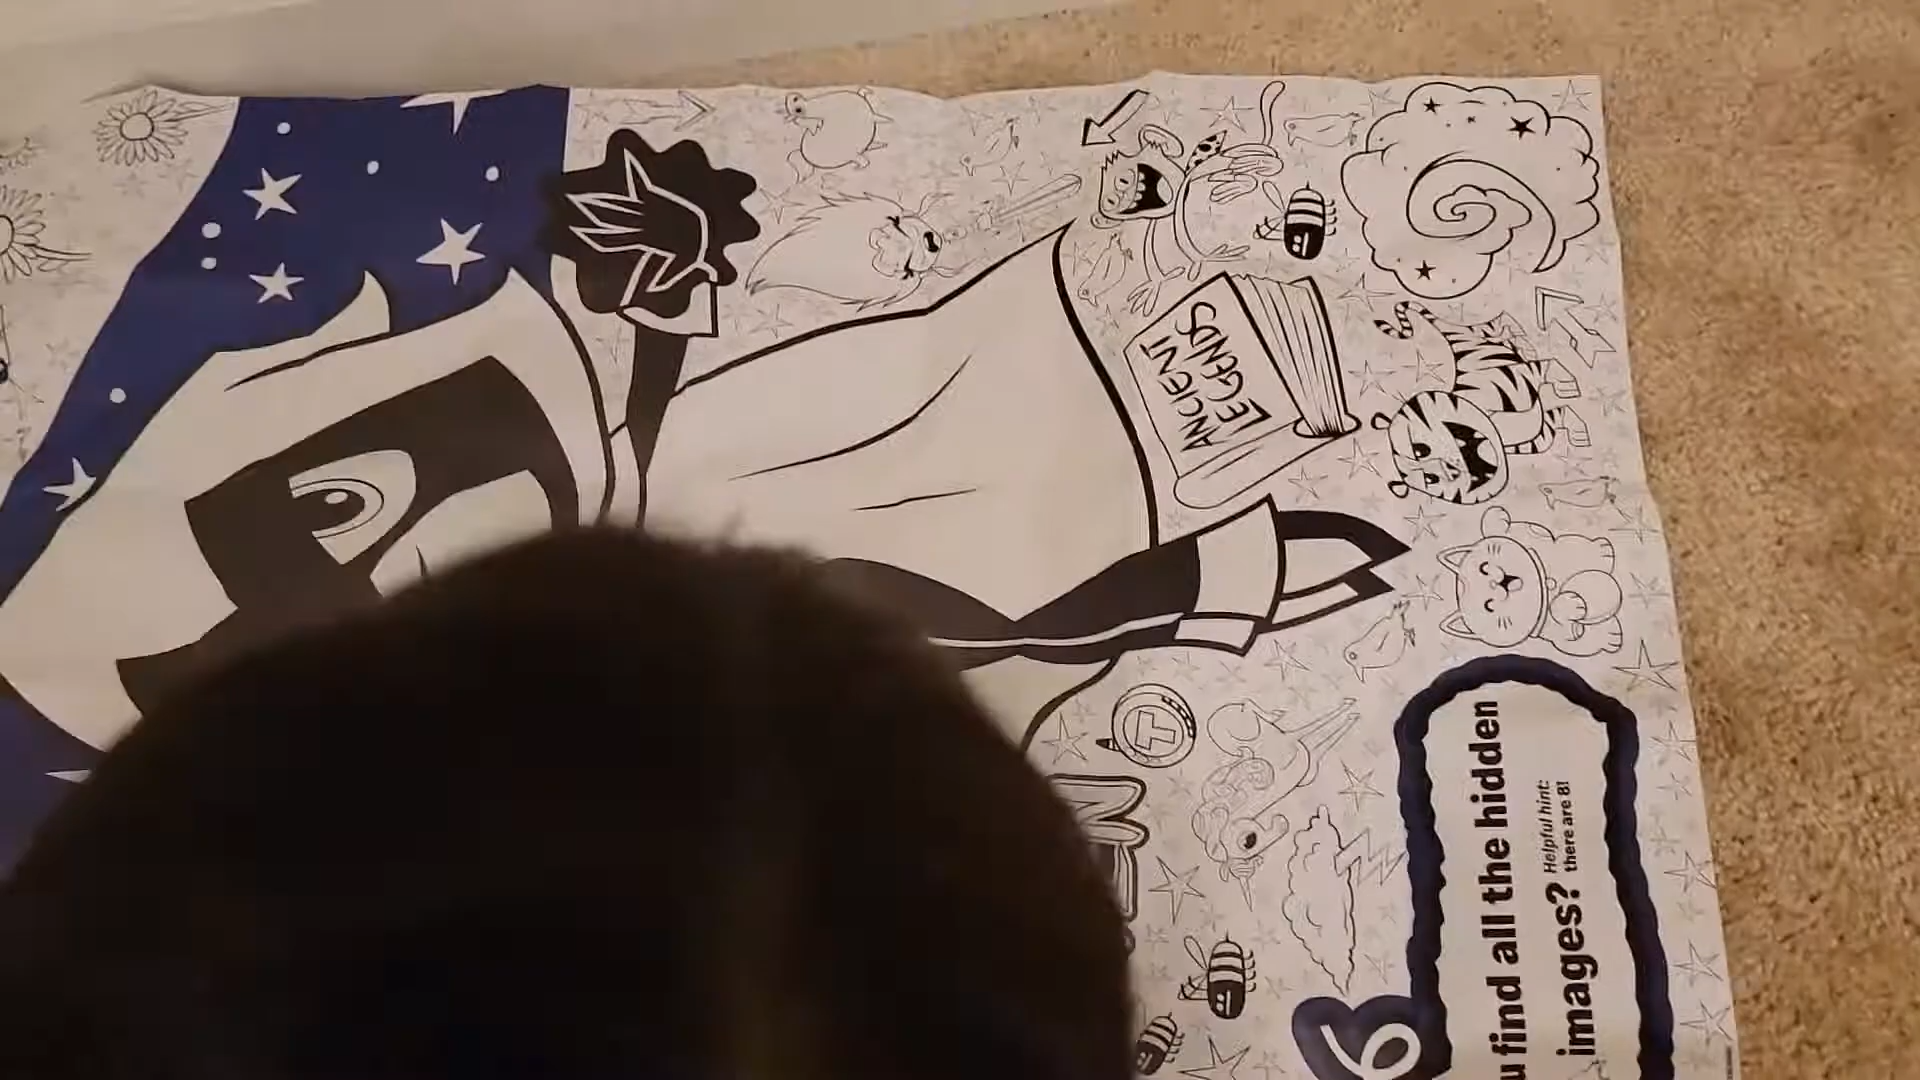 ANCIENT
LEGENDS
T
u find all the hidden
images?
Helpful hint:
there are 8!